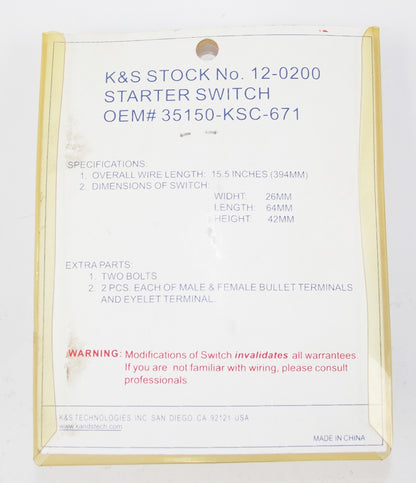 K&S STOCK No. 12-0200
STARTER SWITCH
OEM# 35150-KSC-671
SPECIFICATIONS:
1. OVERALL WIRE LENGTH: 15.5 INCHES (394MM)
2. DIMENSIONS OF SWITCH:
WIDHT: 26MM
LENGTH: 64MM
HEIGHT: 42MM
EXTRA PARTS:
1. TWO BOLTS
2. 2 PCS. EACH OF MALE & FEMALE BULLET TERMINALS
AND EYELET TERMINAL.
WARNING: Modifications of Switch invalidates all warrantees.
If you are not familiar with wiring, please consult
professionals.
K&S TECHNOLOGIES INC. SAN DIEGO, CA 92121 USA
www.kandstech.com
MADE IN CHINA